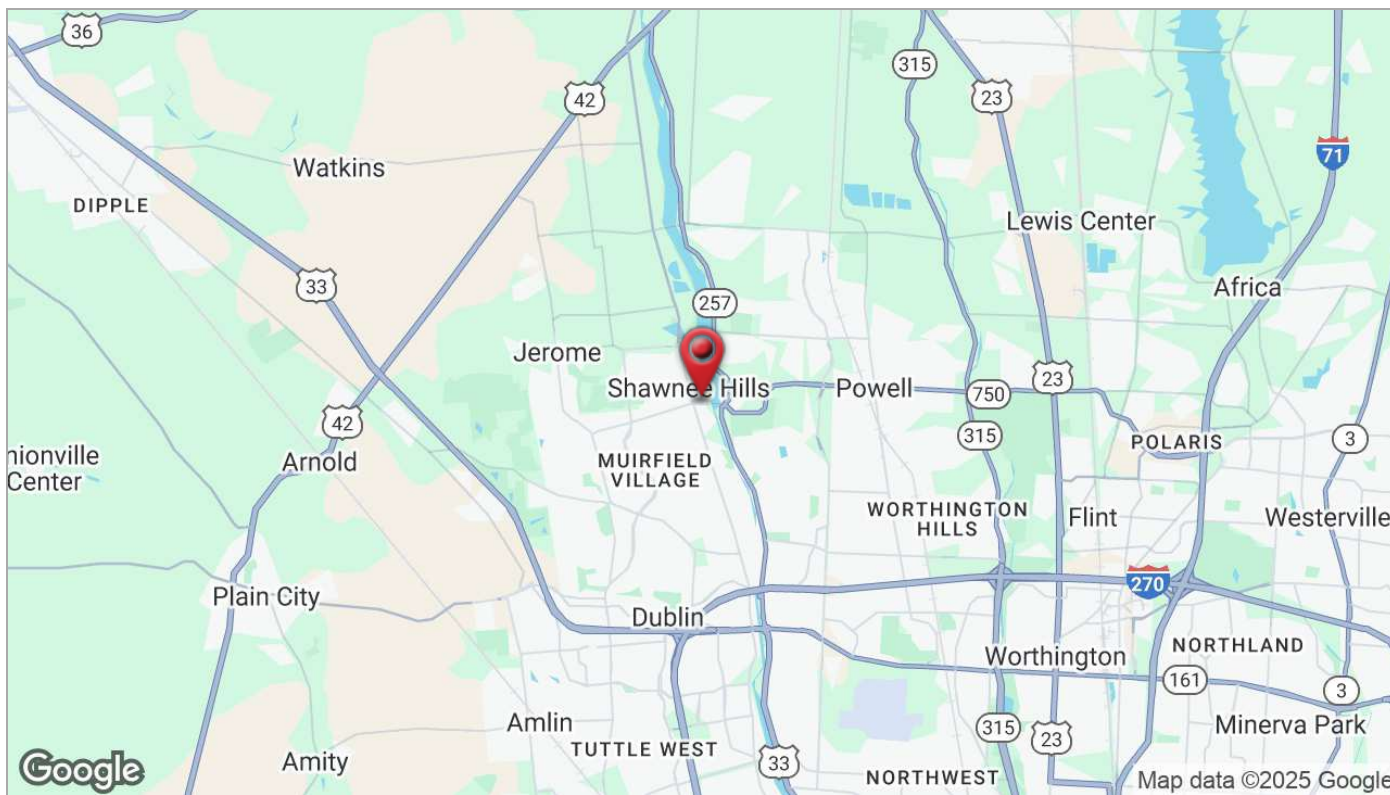 36
42
315
23
71
Watkins
DIPPLE
Lewis Center
33
257
Africa
Jerome
Shawnee Hills
Powell
23
750
42
315
3
POLARIS
nionville
Center
Arnold
MUIRFIELD
VILLAGE
WORTHINGTON
HILLS
Flint
Westerville
270
Plain City
Dublin
NORTHLAND
Worthington
161
3
Amlin
315
23
Minerva Park
TUTTLE WEST
Amity
33
NORTHWEST
Google
Map data ©2025 Google